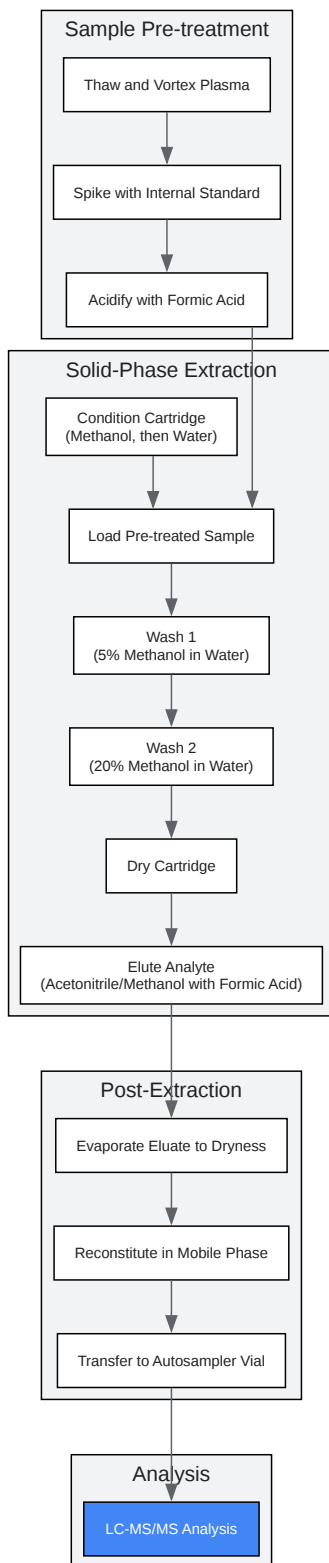 Sample Pre-treatment
Thaw and Vortex Plasma
Spike with Internal Standard
Acidify with Formic Acid
Solid-Phase Extraction
Condition Cartridge
(Methanol, then Water)
Load Pre-treated Sample
Wash 1
(5% Methanol in Water)
Wash 2
(20% Methanol in Water)
Dry Cartridge
Elute Analyte
(Acetonitrile/Methanol with Formic Acid)
Post-Extraction
Evaporate Eluate to Dryness
Reconstitute in Mobile Phase
Transfer to Autosampler Vial
Analysis
LC-MS/MS Analysis